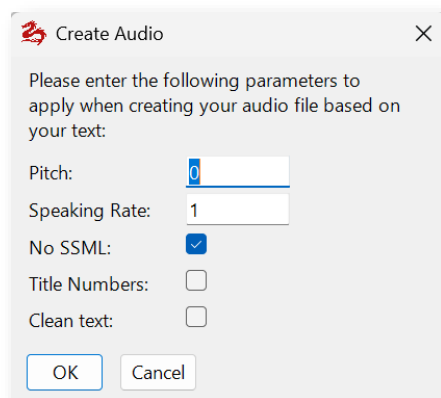 Create Audio
Please enter the following parameters to
apply when creating your audio file based on
your text:
Pitch: 0
Speaking Rate: 1
No SSML:
Title Numbers:
Clean text:
OK Cancel